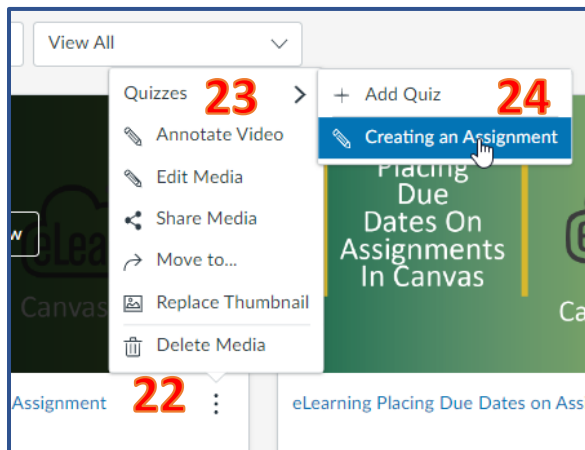 View All
Quizzes 23 >
+ Add Quiz 24
Annotate Video
Creating an Assignment
Edit Media
Placing
Due
Dates On
Assignments
In Canvas
Share Media
w
eLea
Move to...
Canvas
Replace Thumbnail
Ca
Delete Media
Assignment 22
eLearning Placing Due Dates on Ass